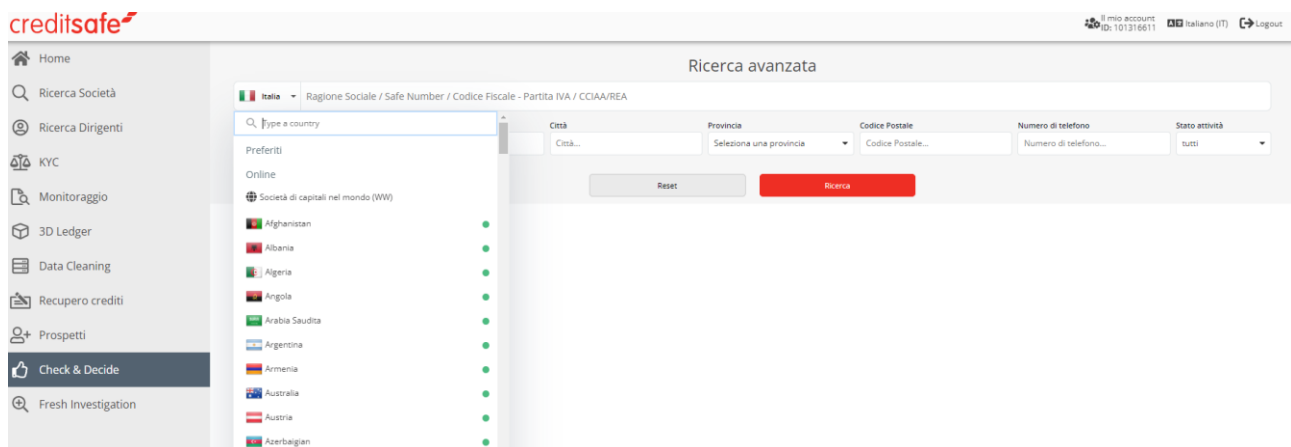 creditsafe
Il mio account
ID: 101316611
Italiano (IT)
Logout
Home
Ricerca Società
Ricerca Dirigenti
KYC
Monitoraggio
3D Ledger
Data Cleaning
Recupero crediti
Prospetti
Check & Decide
Fresh Investigation
Ricerca avanzata
Italia
Ragione Sociale / Safe Number / Codice Fiscale - Partita IVA / CCIAA/REA
Type a country
Preferiti
Online
Società di capitali nel mondo (WW)
Afghanistan
Albania
Algeria
Angola
Arabia Saudita
Argentina
Armenia
Australia
Austria
Azerbaigian
Città
Città...
Provincia
Seleziona una provincia
Codice Postale
Codice Postale...
Numero di telefono
Numero di telefono...
Stato attività
tutti
Reset
Ricerca